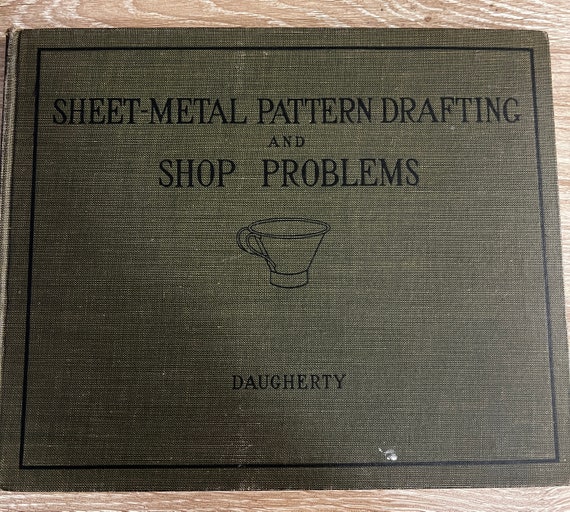 SHEET-METAL PATTERN DRAFTING
AND
SHOP PROBLEMS
DAUGHERTY